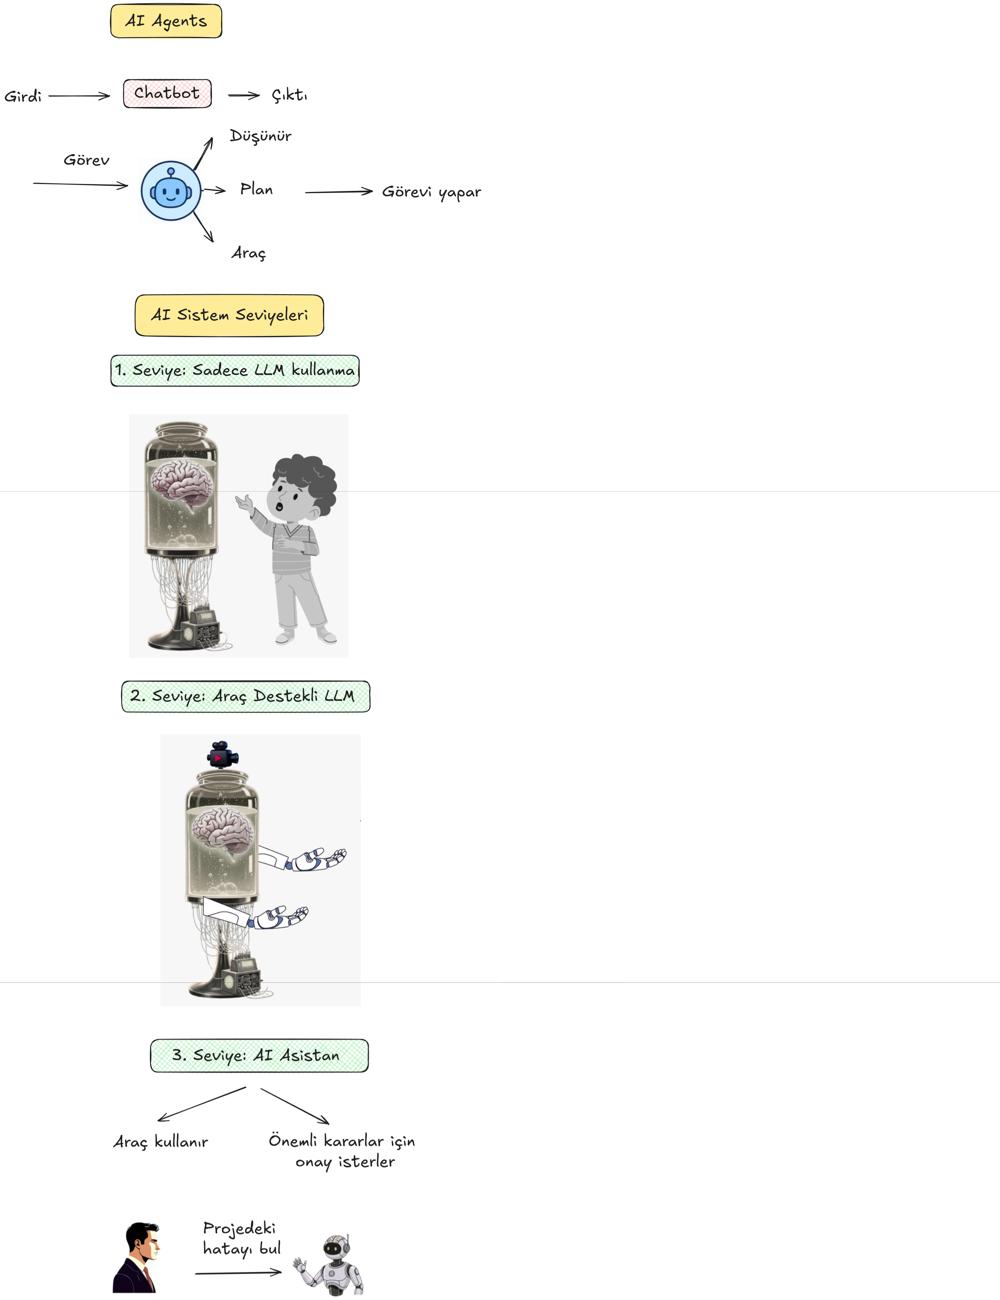 AI Agents
Girdi
Chatbot
Çıktı
Düşünür
Görev
Plan
Görevi yapar
Araç
AI Sistem Seviyeleri
1. Seviye: Sadece LLM kullanma
2. Seviye: Araç Destekli LLM
3. Seviye: AI Asistan
Araç kullanır
Önemli kararlar için
onay isterler
Projedeki
hatayı bul